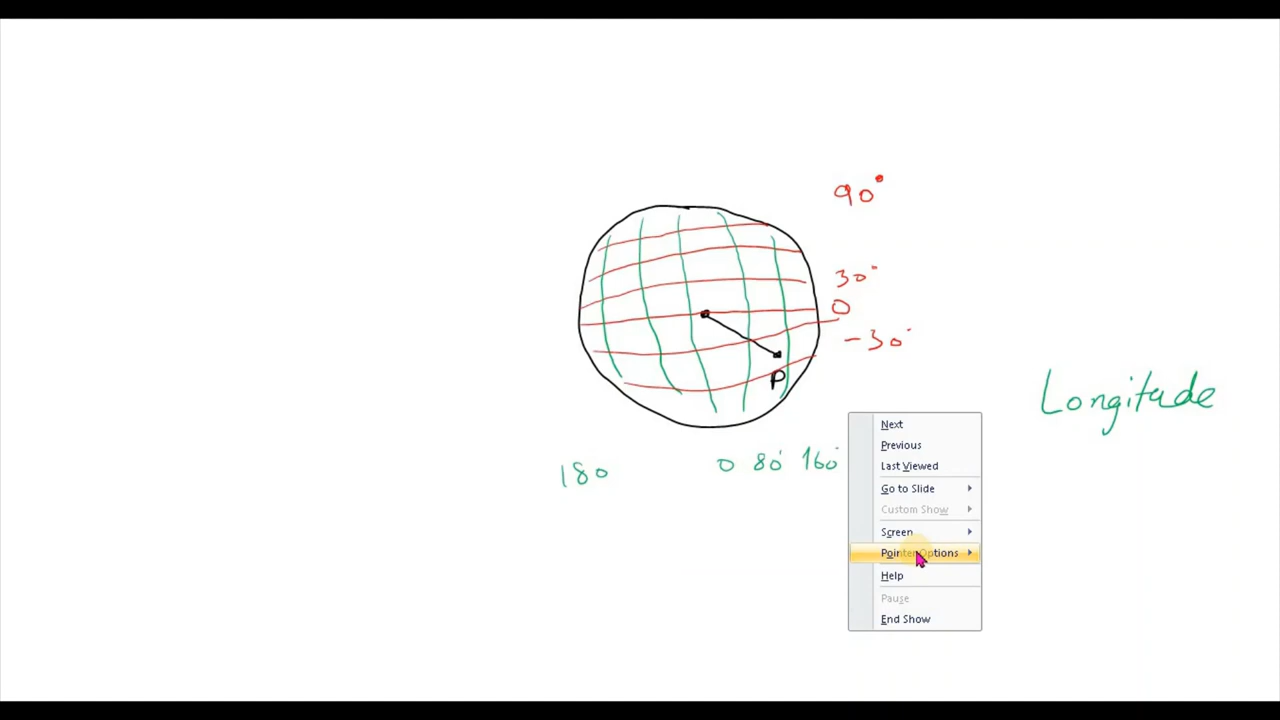 90°
30°
0
-30°
P
Longitude
180
0 80° 160°
Next
Previous
Last Viewed
Go to Slide
Custom Show
Screen
Pointer Options
Help
Pause
End Show